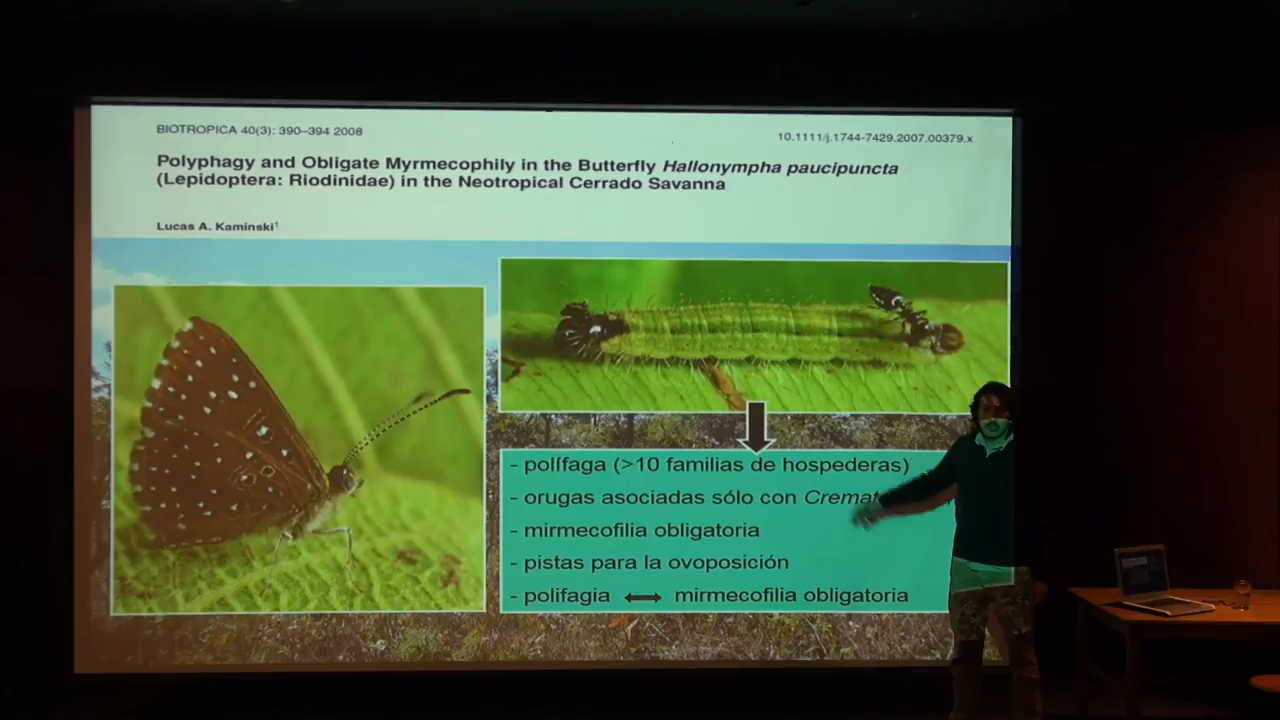 BIOTROPICA 40(3): 390–394 2008
10.1111/j.1744-7429.2007.00379.x
Polyphagy and Obligate Myrmecophily in the Butterfly Hallonympha paucipuncta
(Lepidoptera: Riodinidae) in the Neotropical Cerrado Savanna
Lucas A. Kaminski¹
- polífaga (>10 familias de hospederas)
- orugas asociadas sólo con Cremat
- mirmecofilia obligatoria
- pistas para la ovoposición
- polifagia ↔ mirmecofilia obligatoria